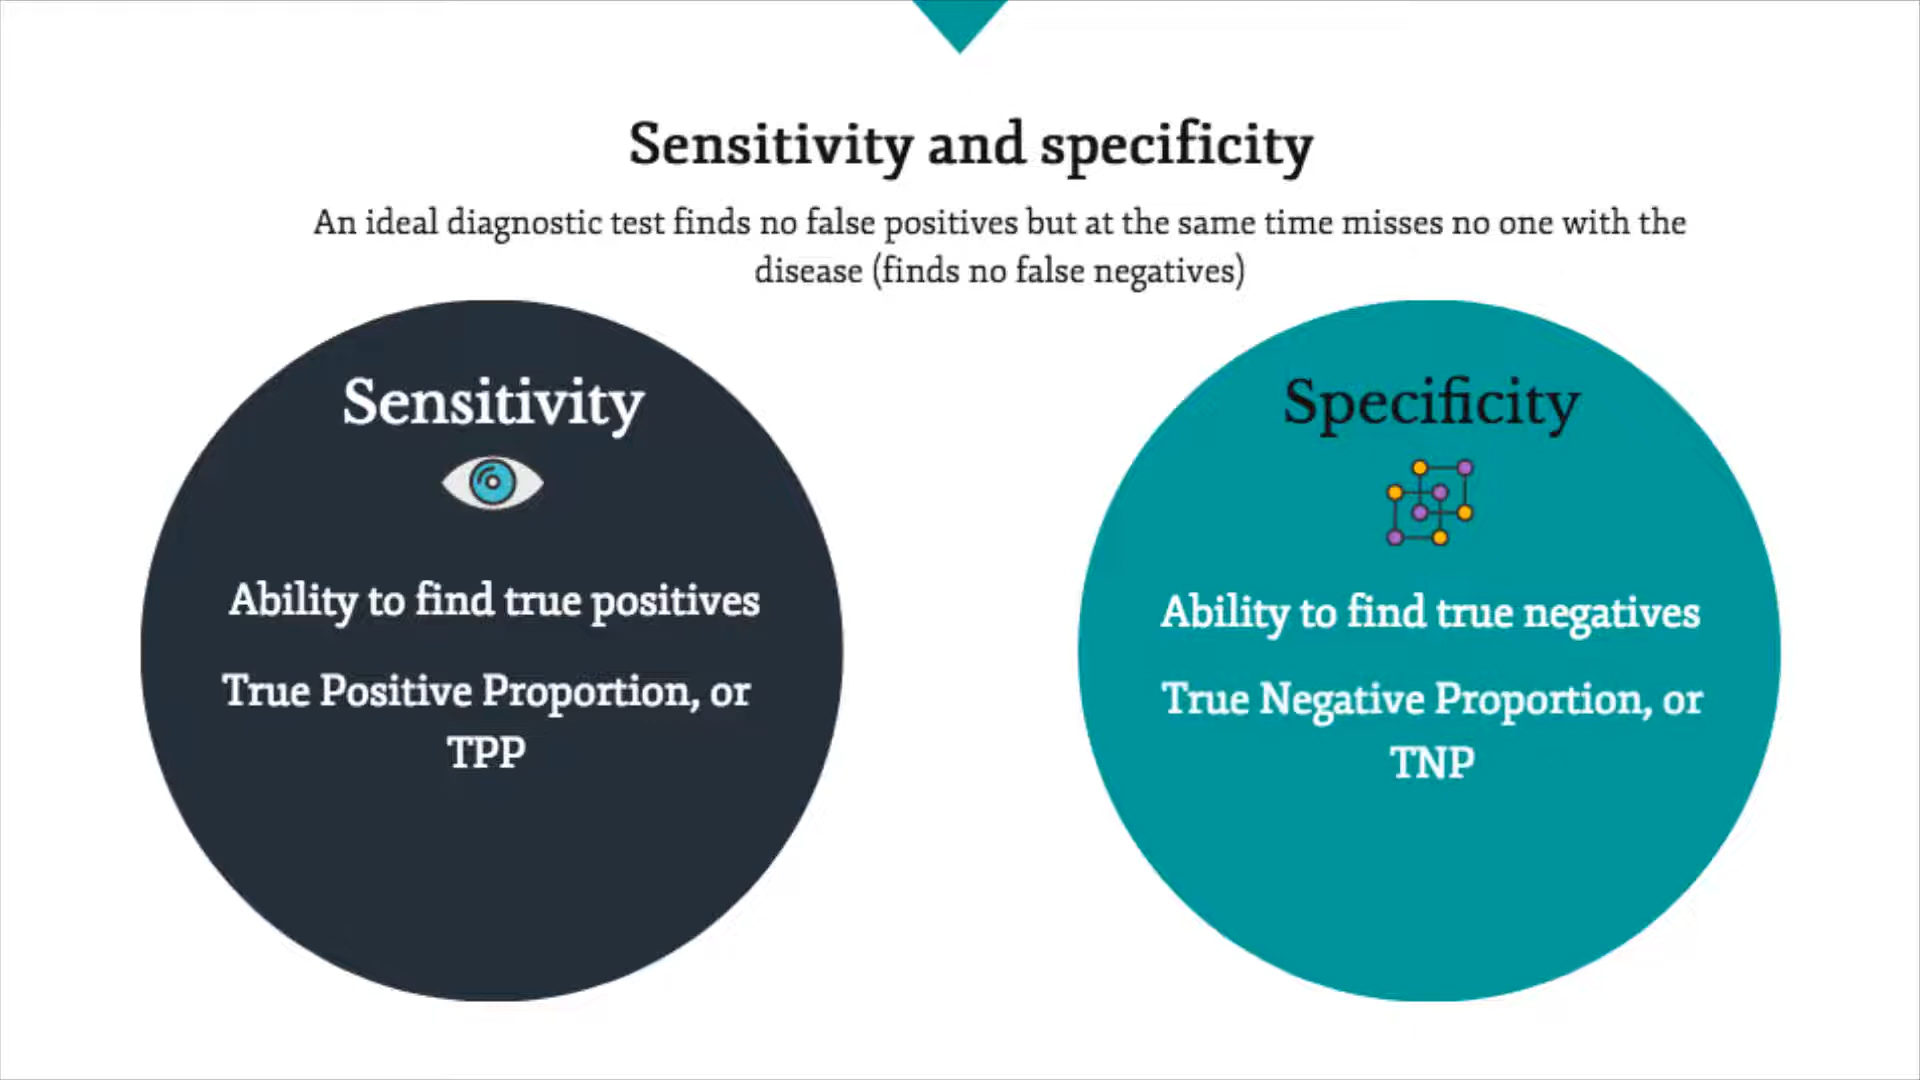 Sensitivity and specificity
An ideal diagnostic test finds no false positives but at the same time misses no one with the
disease (finds no false negatives)
Sensitivity
Ability to find true positives
True Positive Proportion, or
TPP
Specificity
Ability to find true negatives
True Negative Proportion, or
TNP